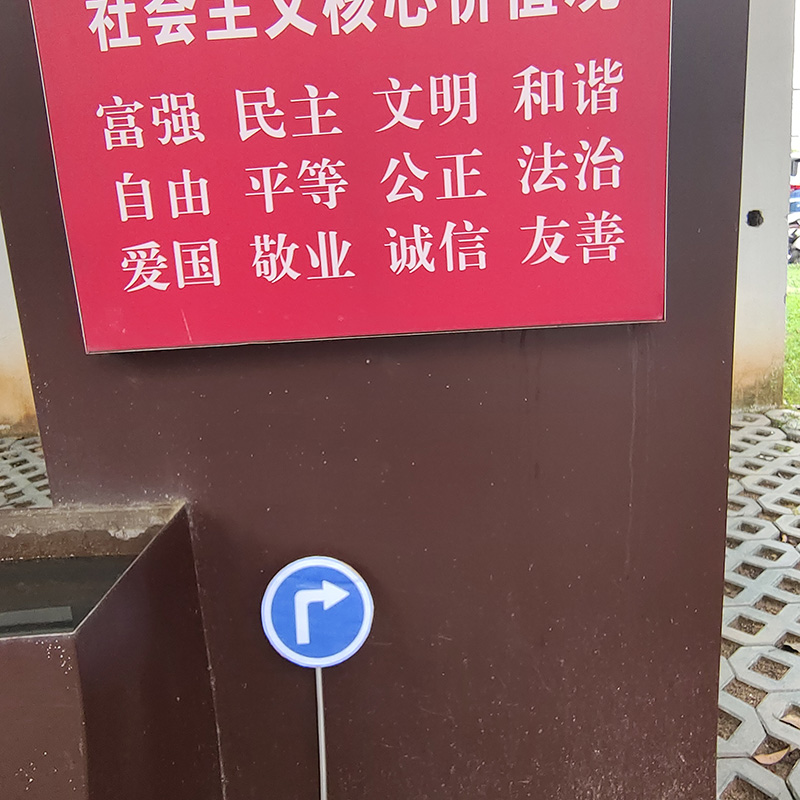 社会主义核心价值观
富强 民主 文明 和谐
自由 平等 公正 法治
爱国 敬业 诚信 友善